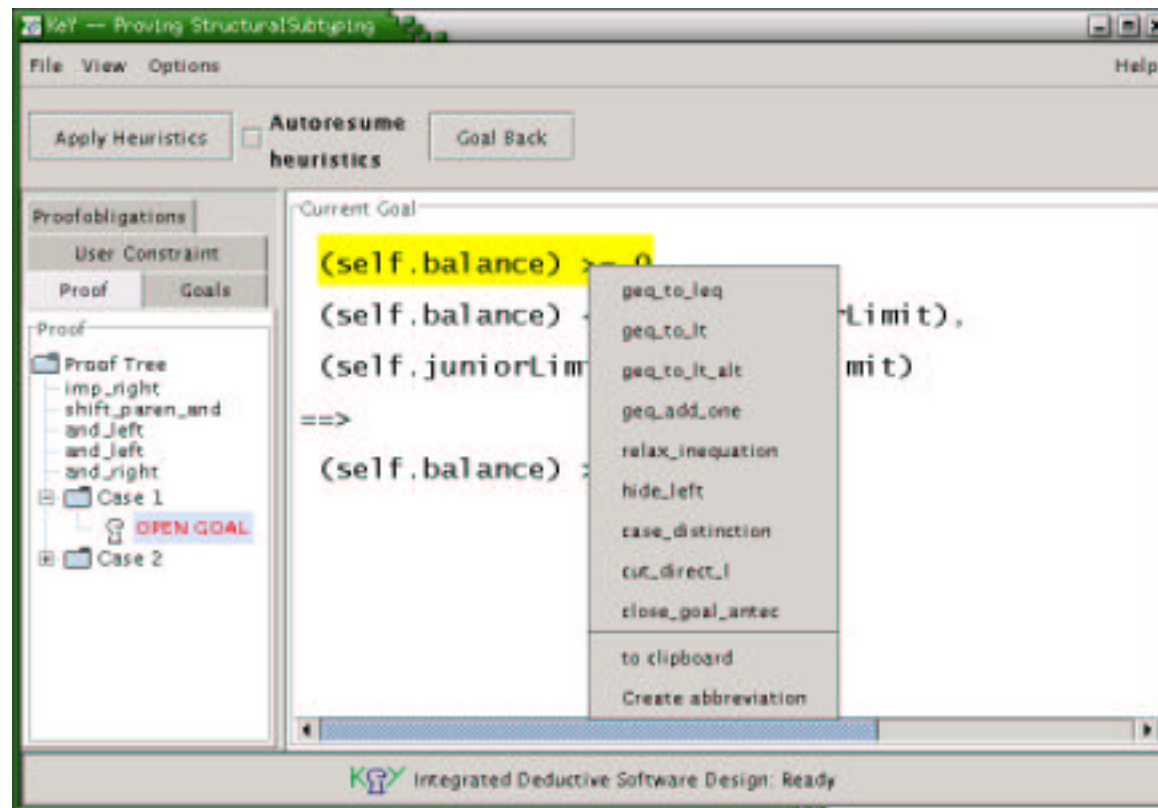 KeY -- Proving StructuralSubtyping
File View Options Help
Apply Heuristics
Autoresume
heuristics
Goal Back
Proofobligations
User Constraint
Proof Goals
Proof
Proof Tree
imp_right
shift_paren_and
and_left
and_left
and_right
Case 1
OPEN GOAL
Case 2
Current Goal
(self.balance) >= 0
(self.balance) rLimit),
(self.juniorLim mit)
==>
(self.balance) >
geq_to_leq
geq_to_lt
geq_to_lt_alt
geq_add_one
relax_inequation
hide_left
case_distinction
cut_direct_l
close_goal_antec
to clipboard
Create abbreviation
KeY Integrated Deductive Software Design: Ready